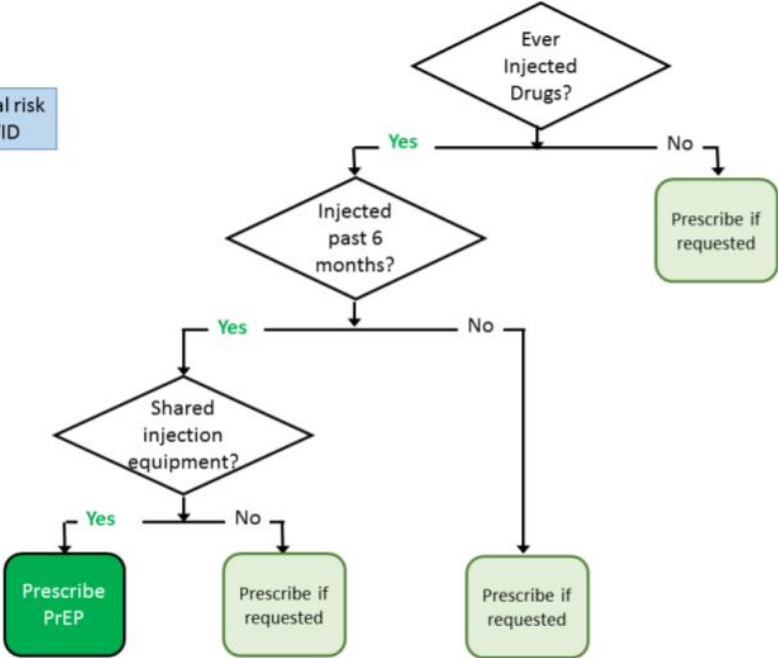 Ever
Injected
Drugs?
risk
Yes
No
Injected
past 6
months?
Prescribe if
requested
Yes
No
Shared
injection
equipment?
Yes
No
Prescribe
PrEP
Prescribe if
requested
Prescribe if
requested